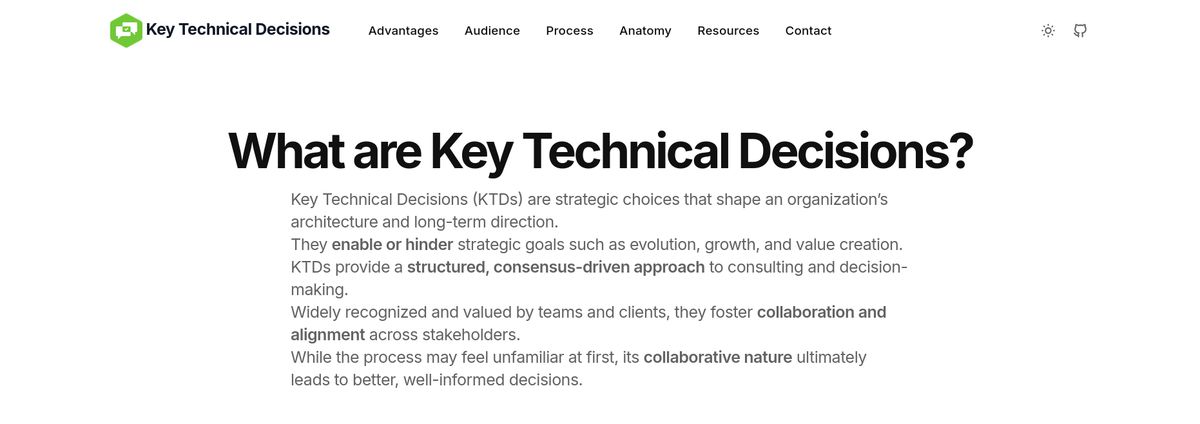 Key Technical Decisions
Advantages
Audience
Process
Anatomy
Resources
Contact
What are Key Technical Decisions?
Key Technical Decisions (KTDs) are strategic choices that shape an organization’s
architecture and long-term direction.
They enable or hinder strategic goals such as evolution, growth, and value creation.
KTDs provide a structured, consensus-driven approach to consulting and decision-
making.
Widely recognized and valued by teams and clients, they foster collaboration and
alignment across stakeholders.
While the process may feel unfamiliar at first, its collaborative nature ultimately
leads to better, well-informed decisions.